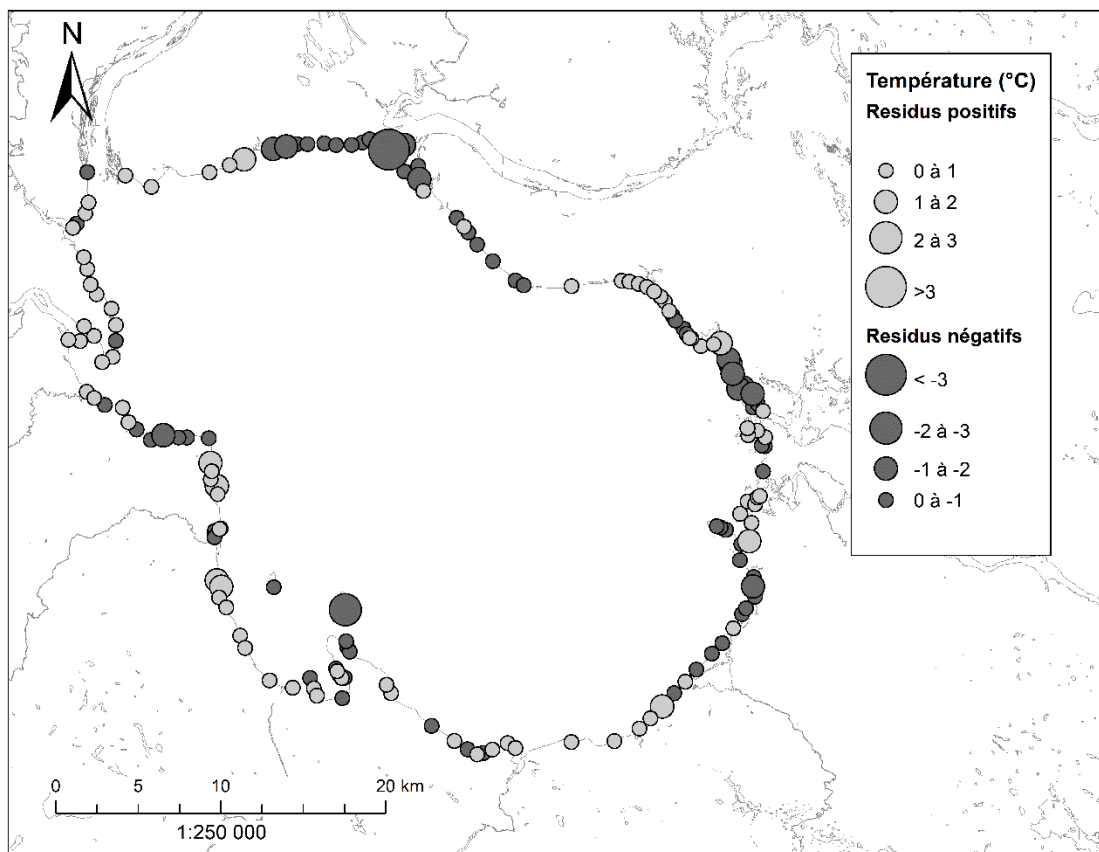 N
Température (°C)
Residus positifs
0 à 1
1 à 2
2 à 3
>3
Residus négatifs
< -3
-2 à -3
-1 à -2
0 à -1
0 5 10 20 km
1:250 000